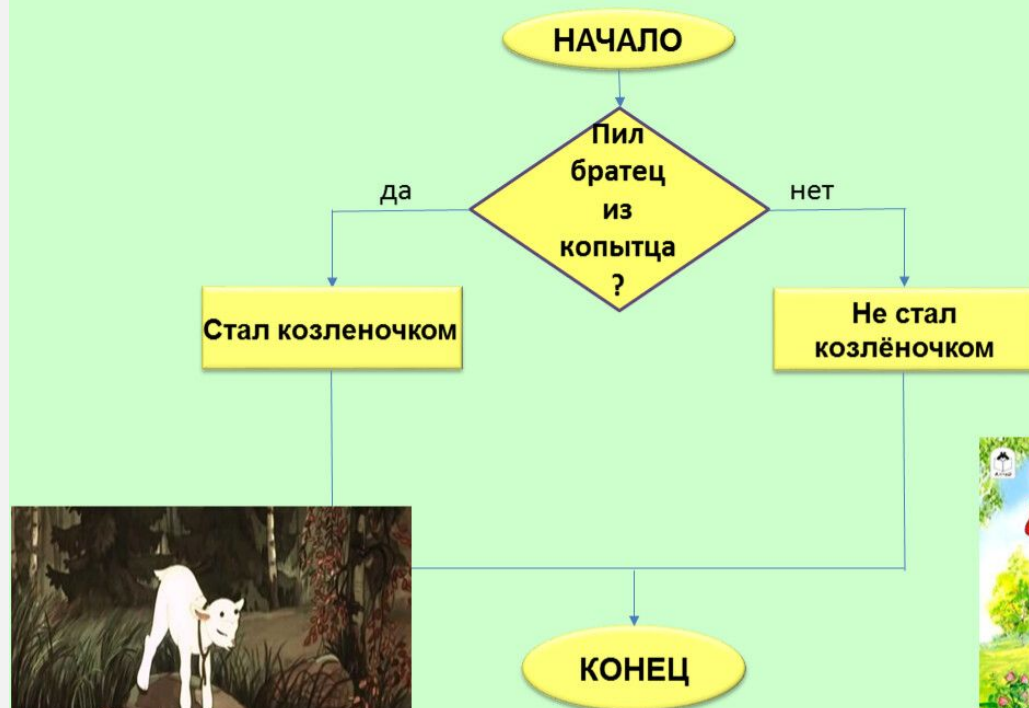 НАЧАЛО
Пил
братец
из
копытца
?
да
нет
Стал козленочком
Не стал
козлёночком
КОНЕЦ